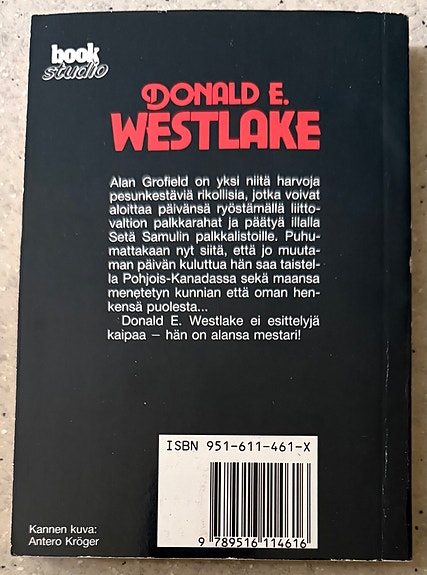 book
studio
DONALD E.
WESTLAKE
Alan Grofield on yksi niitä harvoja
pesunkestäviä rikollisia, jotka voivat
aloittaa päivänsä ryöstämällä liitto-
valtion palkkarahat ja päätyä illalla
Setä Samulin palkkalistoille. Puhu-
mattakaan nyt siitä, että jo muuta-
man päivän kuluttua hän saa taistel-
la Pohjois-Kanadassa sekä maansa
menetetyn kunnian että oman hen-
kensä puolesta...
Donald E. Westlake ei esittelyjä
kaipaa – hän on alansa mestari!
ISBN 951-611-461-X
9 789516 114616
Kannen kuva:
Antero Kröger